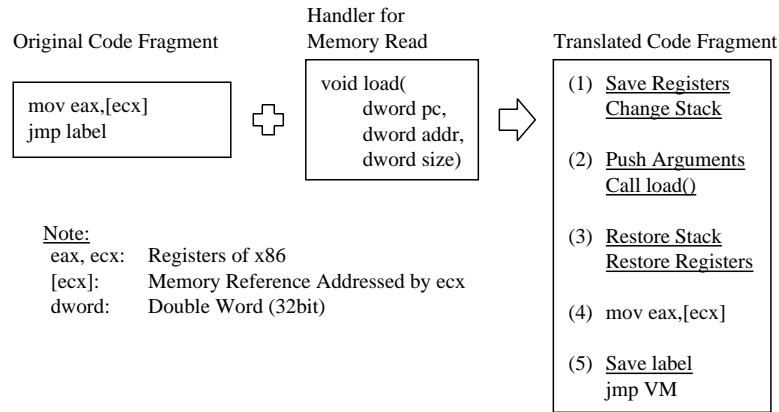 Original Code Fragment
mov eax,[ecx]
jmp label
Handler for
Memory Read
void load(
dword pc,
dword addr,
dword size)
Translated Code Fragment
(1) Save Registers
Change Stack
(2) Push Arguments
Call load()
(3) Restore Stack
Restore Registers
(4) mov eax,[ecx]
(5) Save label
jmp VM
Note:
eax, ecx: Registers of x86
[ecx]: Memory Reference Addressed by ecx
dword: Double Word (32bit)